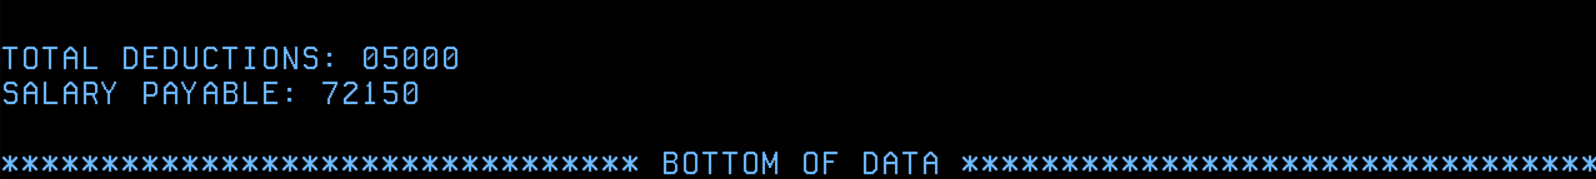 TOTAL DEDUCTIONS: 05000
SALARY PAYABLE: 72150
******************************** BOTTOM OF DATA ********************************